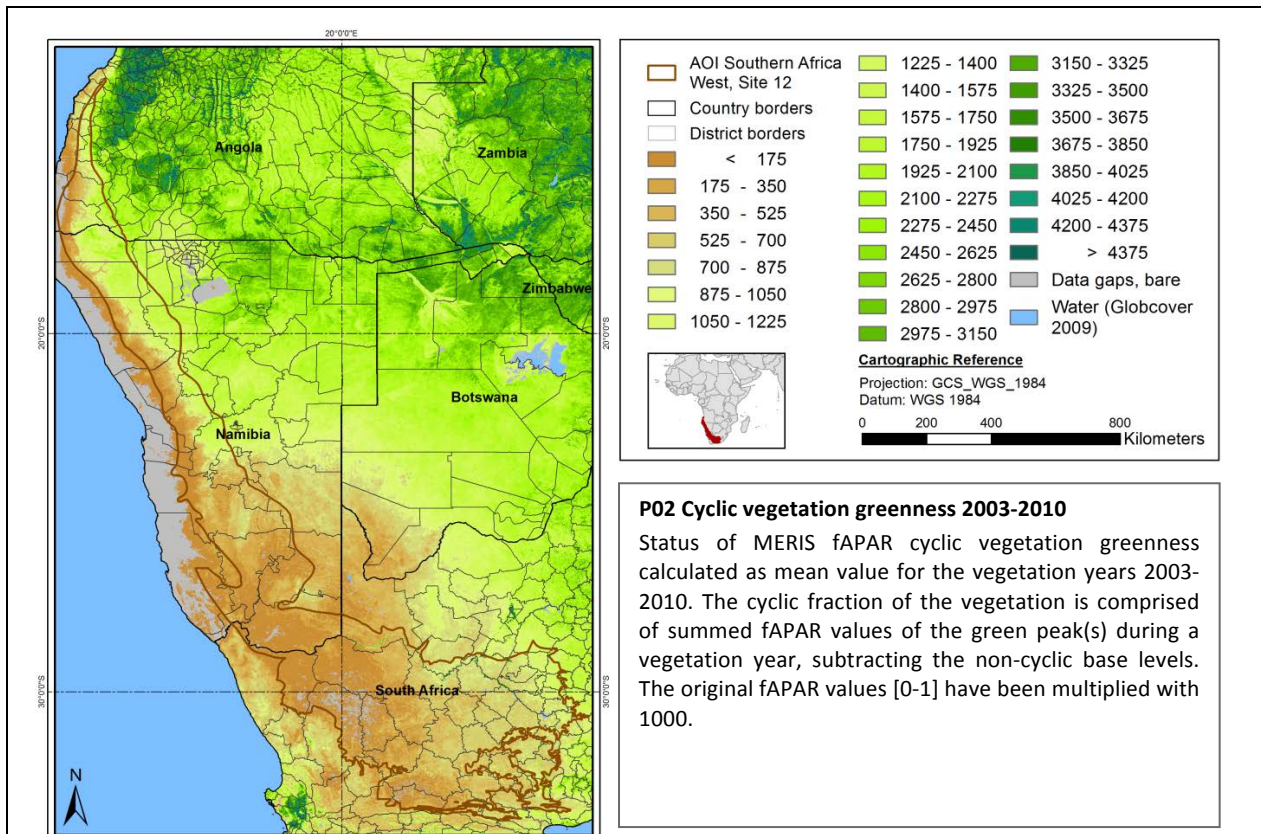 20°0'0"E
20°0'0"S
30°0'0"S
20°0'0"S
30°0'0"S
Angola
Zambia
Zimbabwe
Botswana
Namibia
South Africa
N
AOI Southern Africa
West, Site 12
Country borders
District borders
< 175
175 - 350
350 - 525
525 - 700
700 - 875
875 - 1050
1050 - 1225
1225 - 1400
1400 - 1575
1575 - 1750
1750 - 1925
1925 - 2100
2100 - 2275
2275 - 2450
2450 - 2625
2625 - 2800
2800 - 2975
2975 - 3150
3150 - 3325
3325 - 3500
3500 - 3675
3675 - 3850
3850 - 4025
4025 - 4200
4200 - 4375
> 4375
Data gaps, bare
Water (Globcover
2009)
Cartographic Reference
Projection: GCS_WGS_1984
Datum: WGS 1984
0 200 400 800
Kilometers
P02 Cyclic vegetation greenness 2003-2010
Status of MERIS fAPAR cyclic vegetation greenness
calculated as mean value for the vegetation years 2003-
2010. The cyclic fraction of the vegetation is comprised
of summed fAPAR values of the green peak(s) during a
vegetation year, subtracting the non-cyclic base levels.
The original fAPAR values [0-1] have been multiplied with
1000.